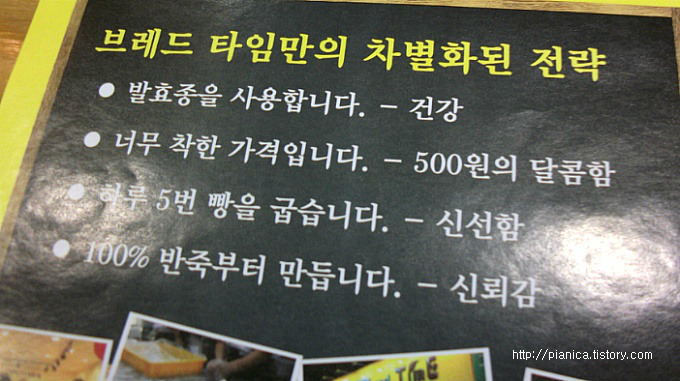 브레드 타임만의 차별화된 전략
● 발효종을 사용합니다. - 건강
● 너무 착한 가격입니다. - 500원의 달콤함
● 하루 5번 빵을 굽습니다. - 신선함
● 100% 반죽부터 만듭니다. - 신뢰감
http://pianica.tistory.com